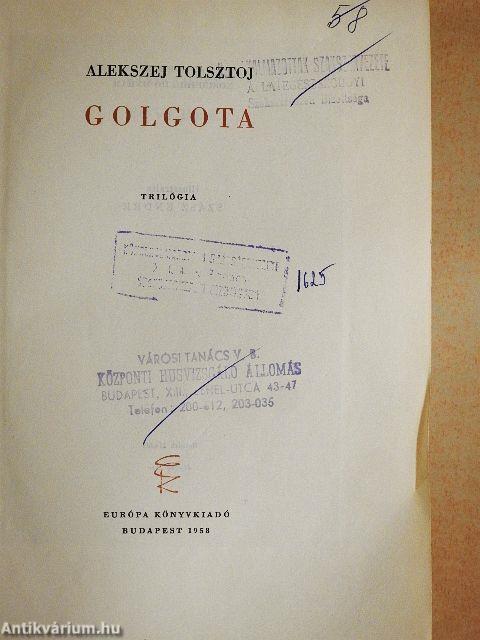 58
ALEKSZEJ TOLSZTOJ
GOLGOTA
TRILÓGIA
1625
VÁROSI TANÁCS V. B.
KÖZPONTI HUSVIZSGÁLÓ ÁLLOMÁS
BUDAPEST, XIII., LEHEL-UTCA 43-47
Telefon: 200-612, 203-035
EURÓPA KÖNYVKIADÓ
BUDAPEST 1958
Antikvárium.hu